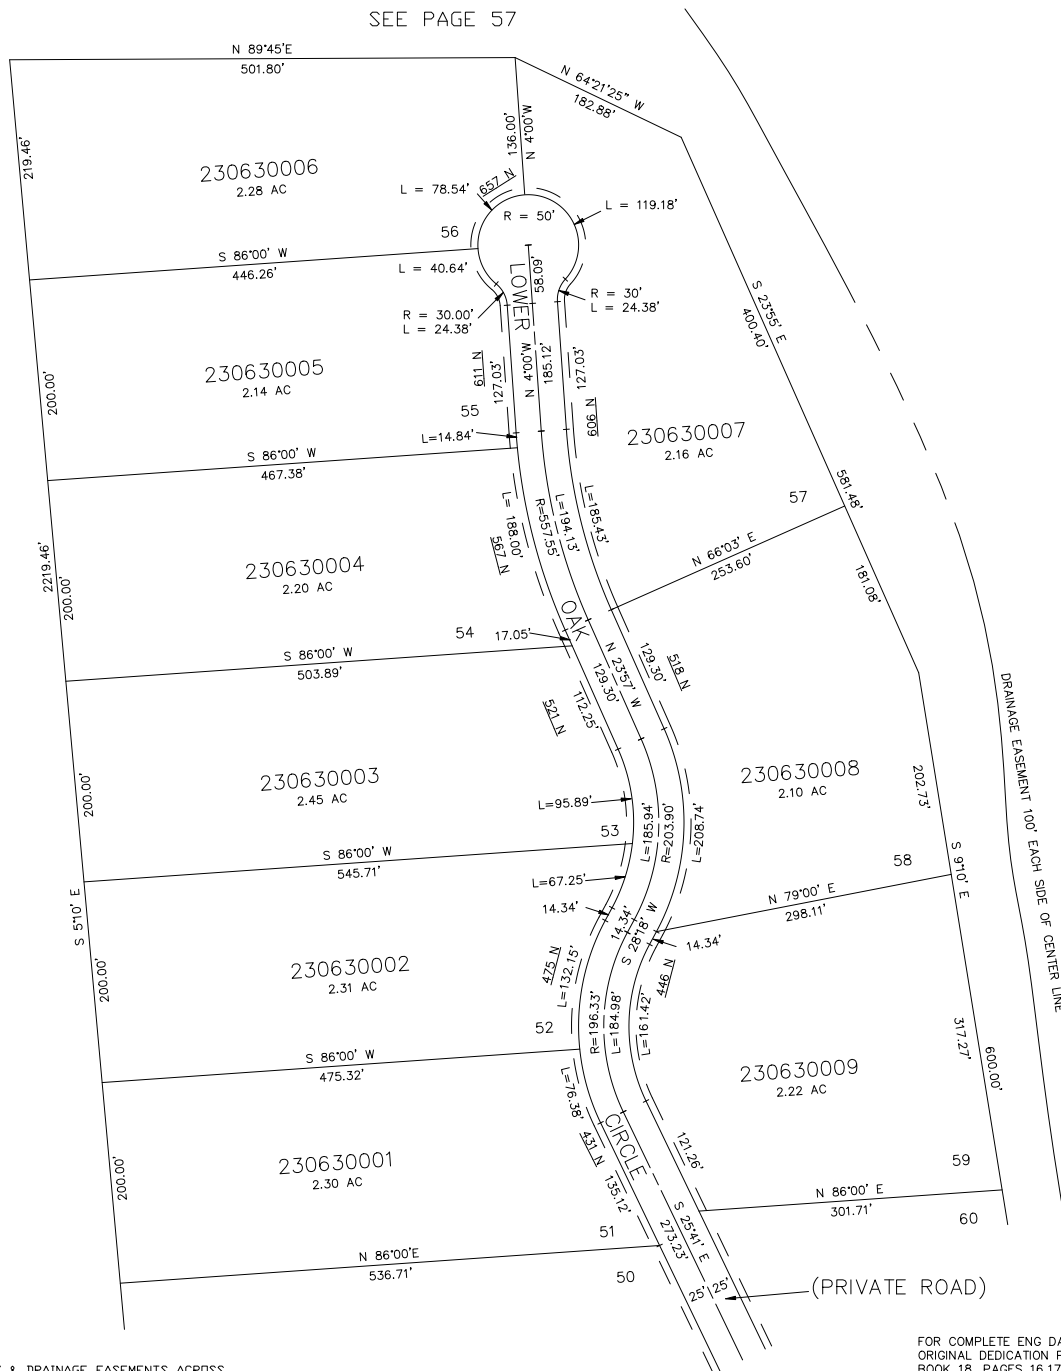 SEE PAGE 57
N 89°45'E
501.80'
N 64°21'25" W
182.88'
219.46'
136.00'
N 4°00'W
230630006
2.28 AC
L = 78.54'
657 N
R = 50'
L = 119.18'
56
S 86°00' W
446.26'
L = 40.64'
LOWER
58.09'
R = 30'
L = 24.38'
R = 30.00'
L = 24.38'
S 23°55' E
400.40'
230630005
2.14 AC
200.00'
611 N
127.03'
N 4°00'W
185.12'
127.03'
606 N
55
L=14.84'
230630007
2.16 AC
S 86°00' W
467.38'
57
581.48'
L= 188.00'
567 N
R=557.55'
L=194.13'
L=185.43'
N 66°03' E
253.60'
181.08'
2219.46'
200.00'
230630004
2.20 AC
OAK
54
17.05'
S 86°00' W
503.89'
N 23°57' W
129.30'
129.30'
518 N
112.25'
521 N
DRAINAGE EASEMENT 100' EACH SIDE OF CENTER LINE
200.00'
230630003
2.45 AC
230630008
2.10 AC
202.73'
L=95.89'
L=185.94'
R=203.90'
L=208.74'
53
S 86°00' W
545.71'
58
S 9°10' E
L=67.25'
N 79°00' E
298.11'
14.34'
14.34'
S 28°18' W
14.34'
S 5°10' E
200.00'
230630002
2.31 AC
475 N
L=132.15'
446 N
R=196.33'
L=184.98'
L=161.42'
52
317.27'
600.00'
S 86°00' W
475.32'
230630009
2.22 AC
L=76.38'
431 N
CIRCLE
121.26'
200.00'
230630001
2.30 AC
135.12'
59
N 86°00' E
301.71'
60
S 25°41' E
273.23'
51
N 86°00'E
536.71'
50
25' 25'
(PRIVATE ROAD)
& DRAINAGE EASEMENTS ACROSS
FOR COMPLETE ENG DA
ORIGINAL DEDICATION
BOOK 18, PAGES 16,17